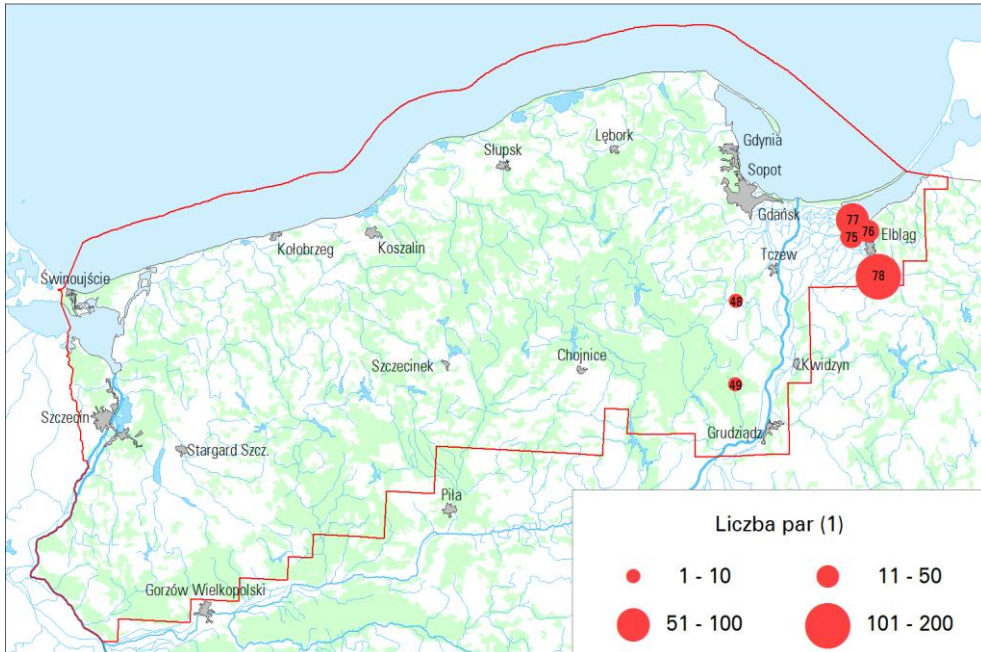 Gdynia
Lębork
Słupsk
Sopot
Gdańsk
77
76
75
Elbląg
Kołobrzeg
Koszalin
Tczew
Świnoujście
78
48
Szczecinek
Chojnice
Kwidzyn
49
Szczecin
Grudziadz
Stargard Szcz.
Piła
Liczba par (1)
1 - 10
11 - 50
Gorzów Wielkopolski
51 - 100
101 - 200